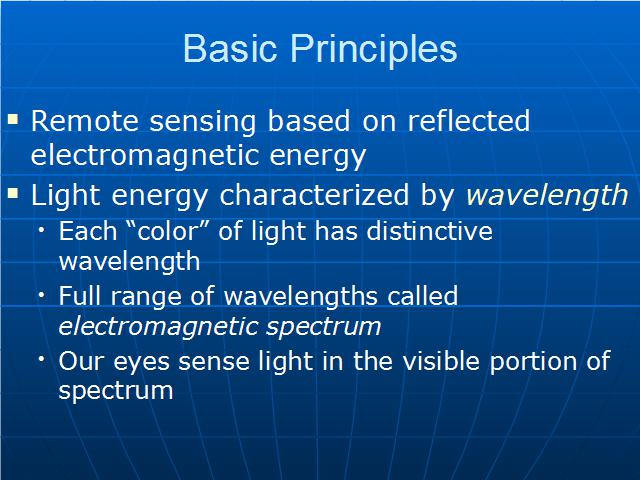 Basic Principles
Remote sensing based on reflected
electromagnetic energy
Light energy characterized by wavelength
Each “color” of light has distinctive
wavelength
Full range of wavelengths called
electromagnetic spectrum
Our eyes sense light in the visible portion of
spectrum